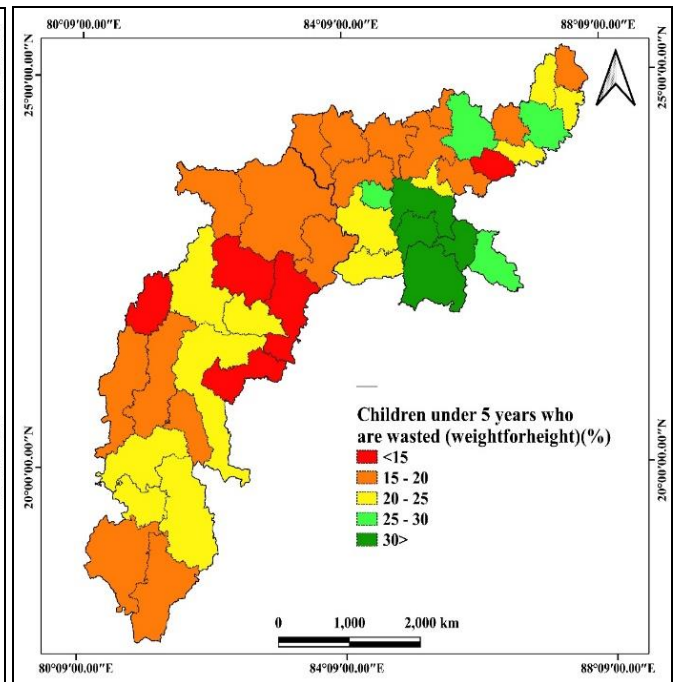 80°09'00.00"E 84°09'00.00"E 88°09'00.00"E
25°00'00.00"N 25°00'00.00"N
Children under 5 years who
are wasted (weightforheight)(%)
<15
15 - 20
20 - 25
25 - 30
30>
20°00'00.00"N 20°00'00.00"N
0 1,000 2,000 km
80°09'00.00"E 84°09'00.00"E 88°09'00.00"E